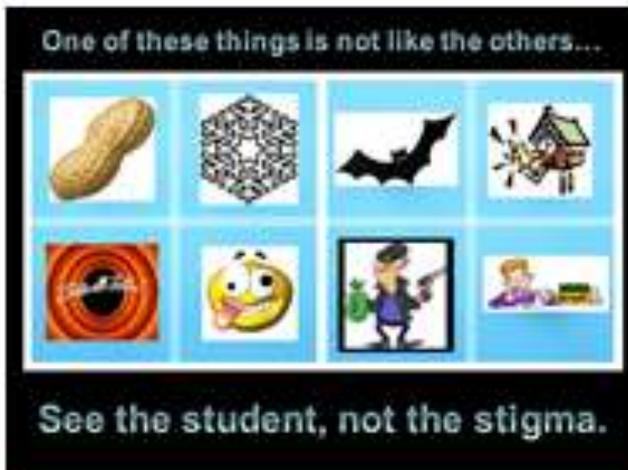 One of these things is not like the others...
See the student, not the stigma.